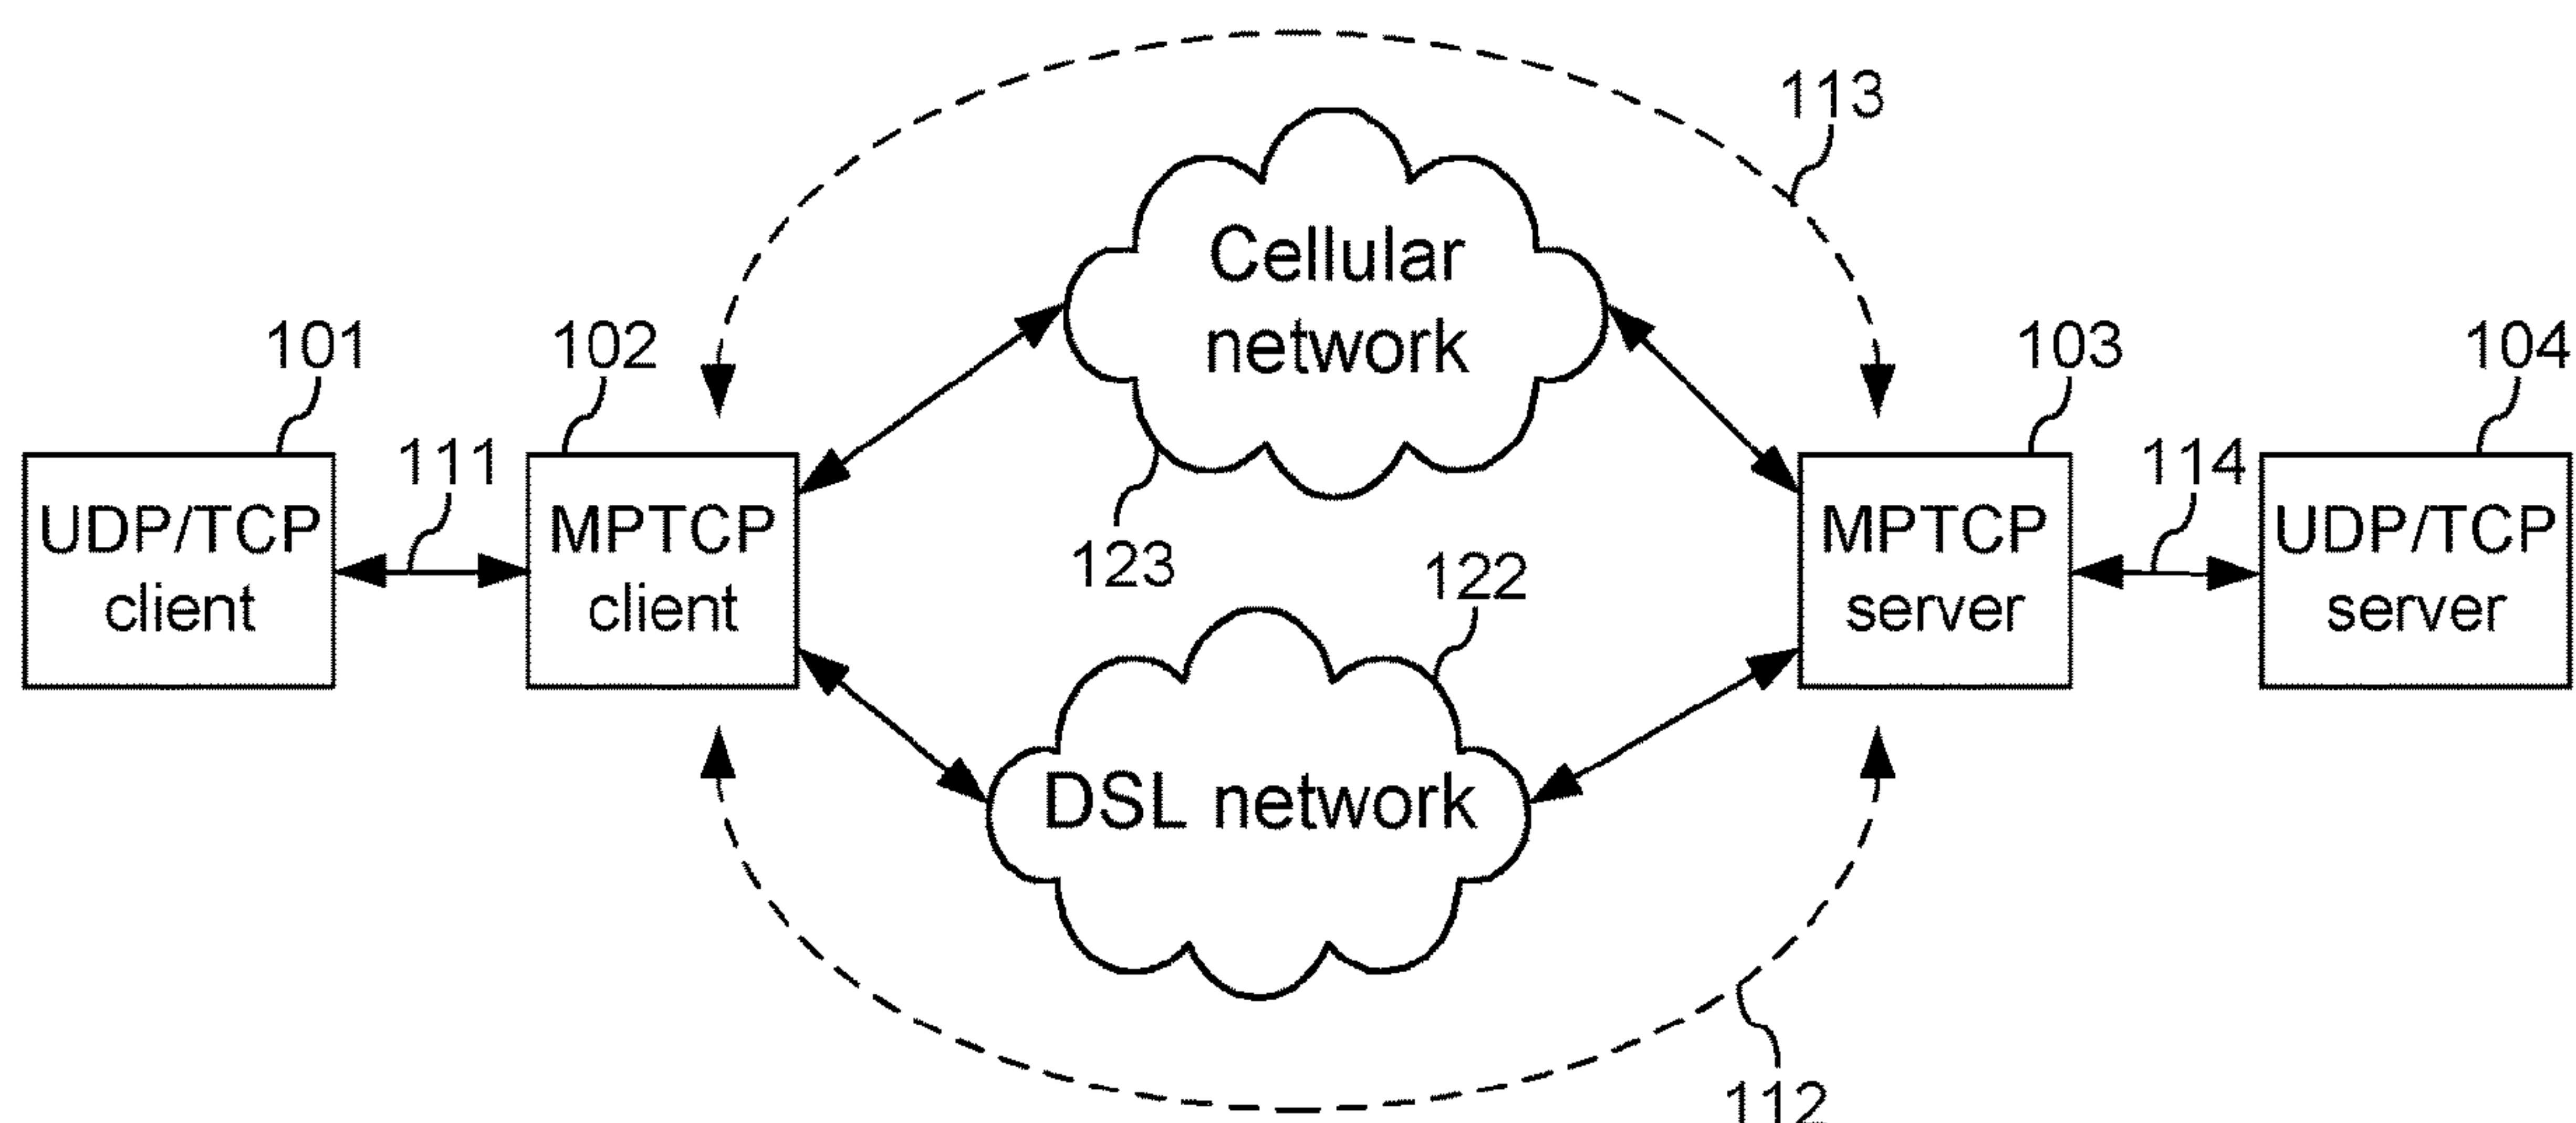 113
Cellular
network
101
102
103
104
111
114
UDP/TCP
client
MPTCP
client
MPTCP
server
UDP/TCP
server
123
122
DSL network
112